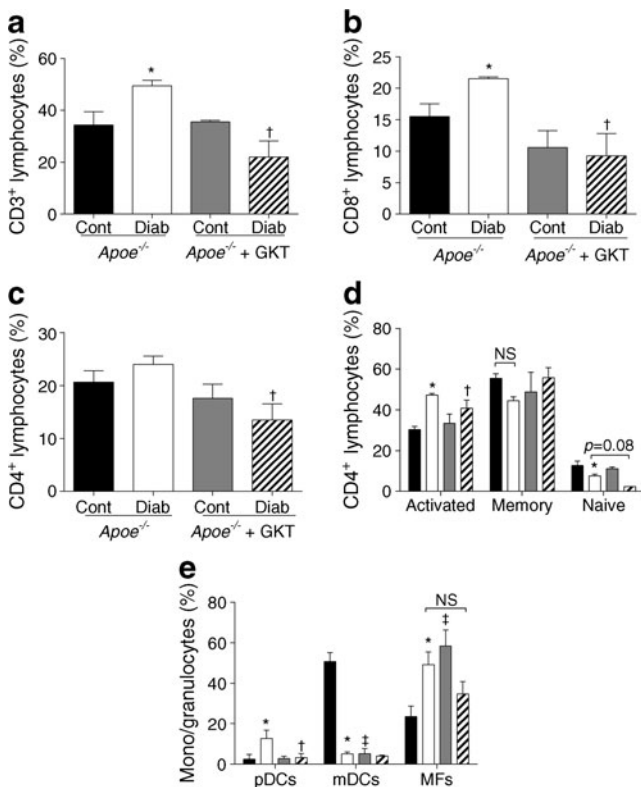 a
CD3+ lymphocytes (%)
60
40
20
0
*
†
Cont Diab Cont Diab
Apoe-/- Apoe-/- + GKT
b
CD8+ lymphocytes (%)
25
20
15
10
5
0
*
†
Cont Diab Cont Diab
Apoe-/- Apoe-/- + GKT
c
CD4+ lymphocytes (%)
30
20
10
0
†
Cont Diab Cont Diab
Apoe-/- Apoe-/- + GKT
d
CD4+ lymphocytes (%)
80
60
40
20
0
NS
* †
p=0.08
*
Activated Memory Naive
e
Mono/granulocytes (%)
80
60
40
20
0
NS
* ‡
* † * ‡
pDCs mDCs MFs